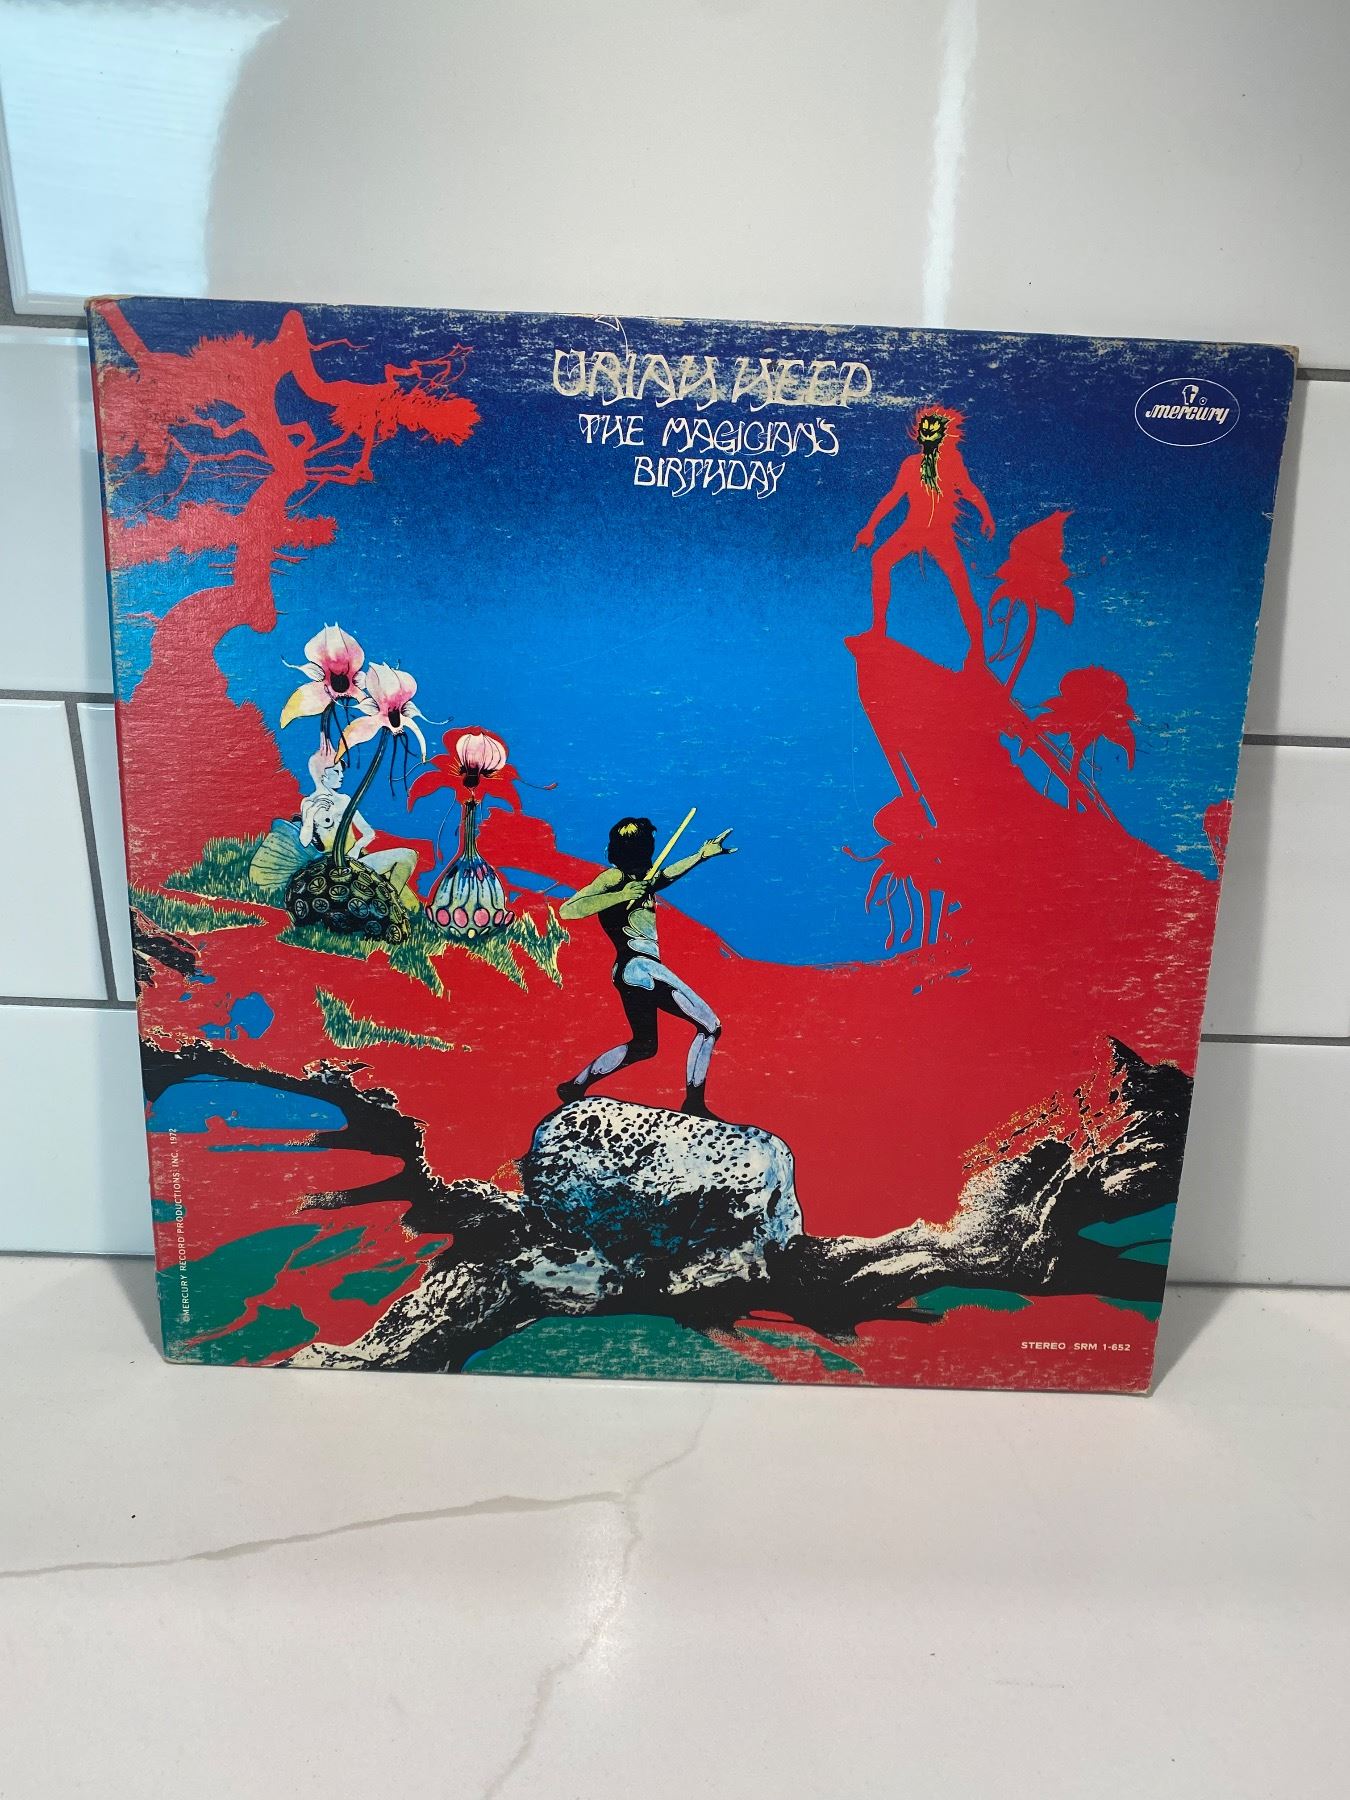 URIAH HEEP
THE MAGICIAN'S
BIRTHDAY
mercury
©MERCURY RECORD PRODUCTIONS, INC. 1972
STEREO SRM 1-652